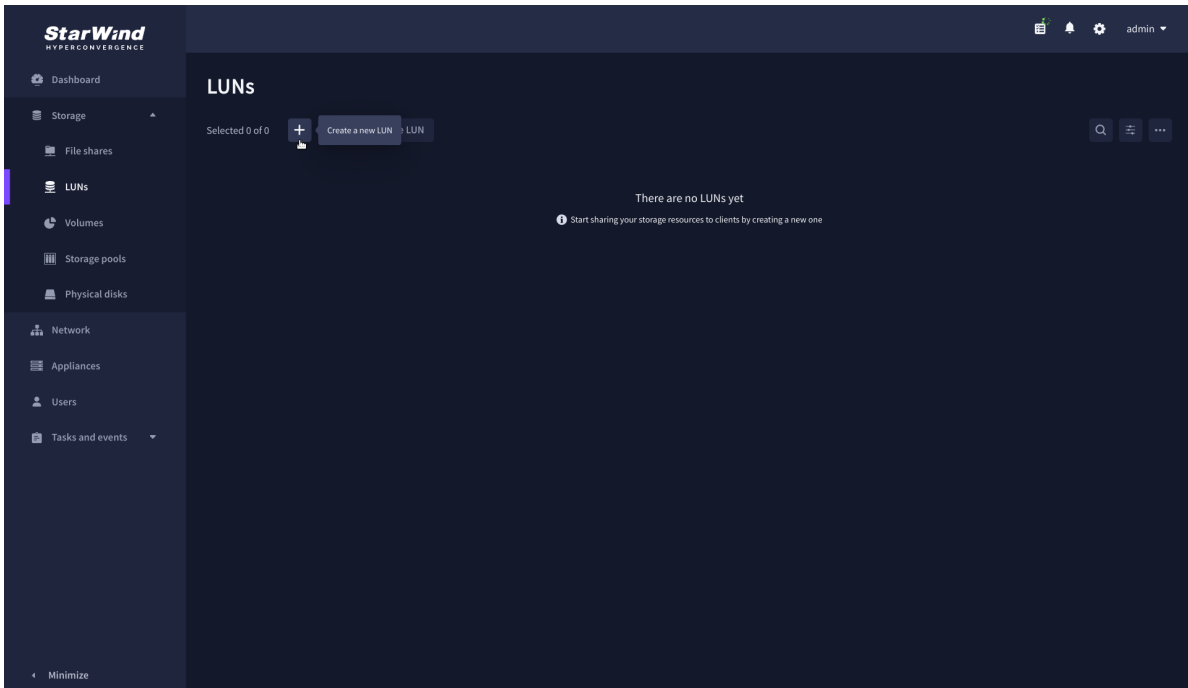 StarWind
HYPERCONVERGENCE
admin
Dashboard
Storage
File shares
LUNs
Volumes
Storage pools
Physical disks
Network
Appliances
Users
Tasks and events
Minimize
LUNs
Selected 0 of 0
Create a new LUN
LUN
There are no LUNs yet
Start sharing your storage resources to clients by creating a new one